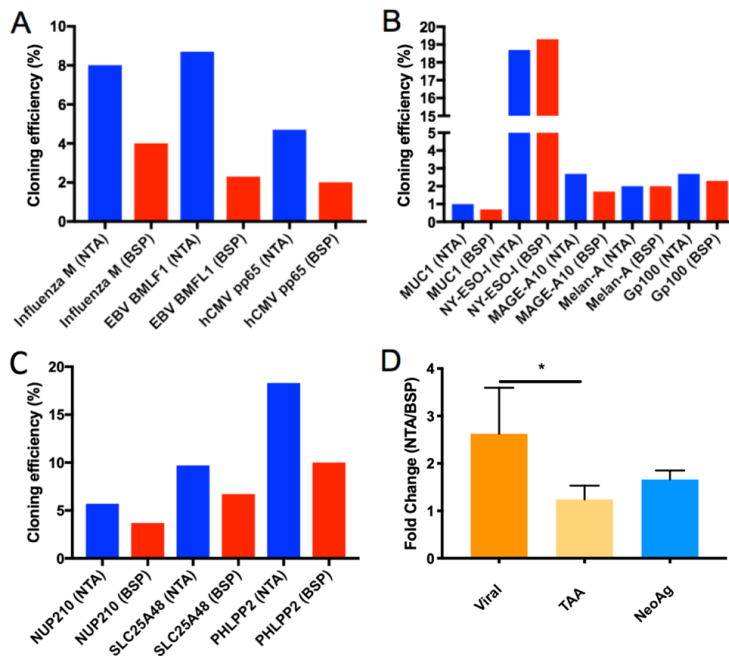 A
Cloning efficiency (%)
10
8
6
4
2
0
Influenza M (NTA)
Influenza M (BSP)
EBV BMLF1 (NTA)
EBV BMFL1 (BSP)
hCMV pp65 (NTA)
hCMV pp65 (BSP)
B
Cloning efficiency (%)
20
19
18
17
16
15
5
4
3
2
1
0
MUC1 (NTA)
MUC1 (BSP)
NY-ESO-I (NTA)
NY-ESO-I (BSP)
MAGE-A10 (NTA)
MAGE-A10 (BSP)
Melan-A (NTA)
Melan-A (BSP)
Gp100 (NTA)
Gp100 (BSP)
C
Cloning efficiency (%)
20
15
10
5
0
NUP210 (NTA)
NUP210 (BSP)
SLC25A48 (NTA)
SLC25A48 (BSP)
PHLPP2 (NTA)
PHLPP2 (BSP)
D
Fold Change (NTA/BSP)
4
3
2
1
0
*
Viral
TAA
NeoAg